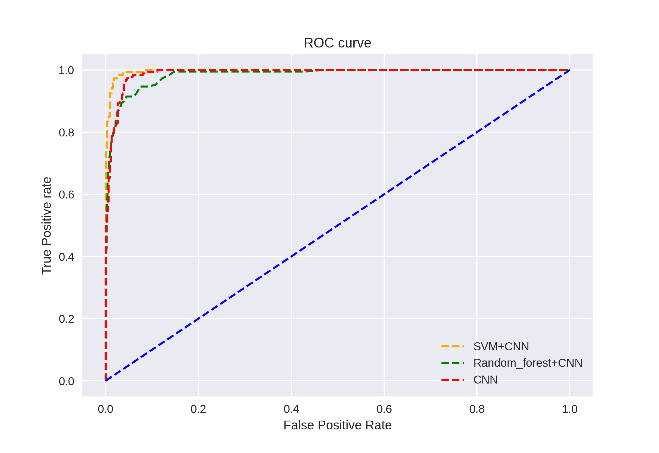 ROC curve
1.0
0.8
0.6
0.4
0.2
0.0
True Positive rate
0.0 0.2 0.4 0.6 0.8 1.0
False Positive Rate
SVM+CNN
Random_forest+CNN
CNN